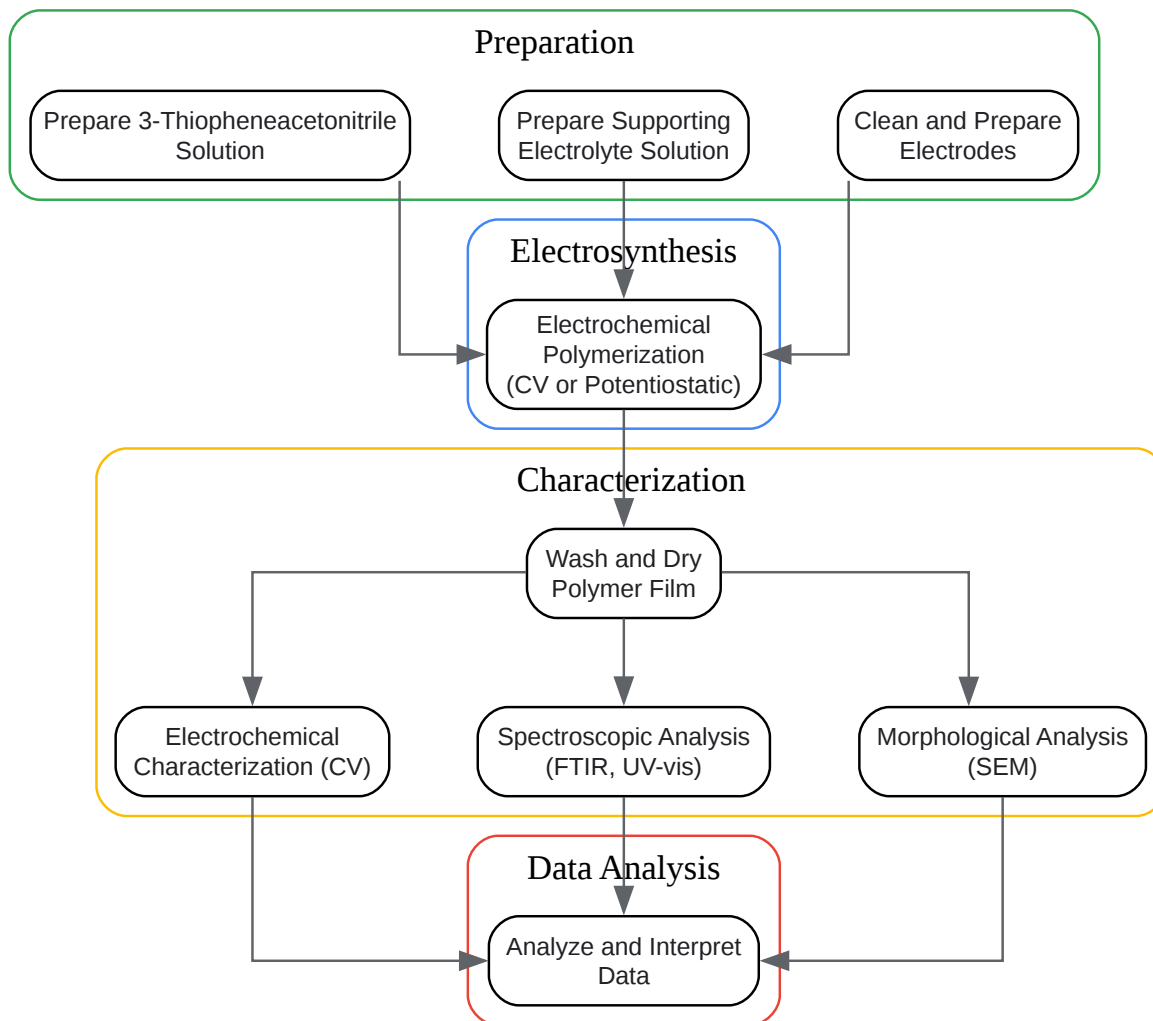 Preparation
Prepare 3-Thiopheneacetonitrile
Solution
Prepare Supporting
Electrolyte Solution
Clean and Prepare
Electrodes
Electrosynthesis
Electrochemical
Polymerization
(CV or Potentiostatic)
Characterization
Wash and Dry
Polymer Film
Electrochemical
Characterization (CV)
Spectroscopic Analysis
(FTIR, UV-vis)
Morphological Analysis
(SEM)
Data Analysis
Analyze and Interpret
Data